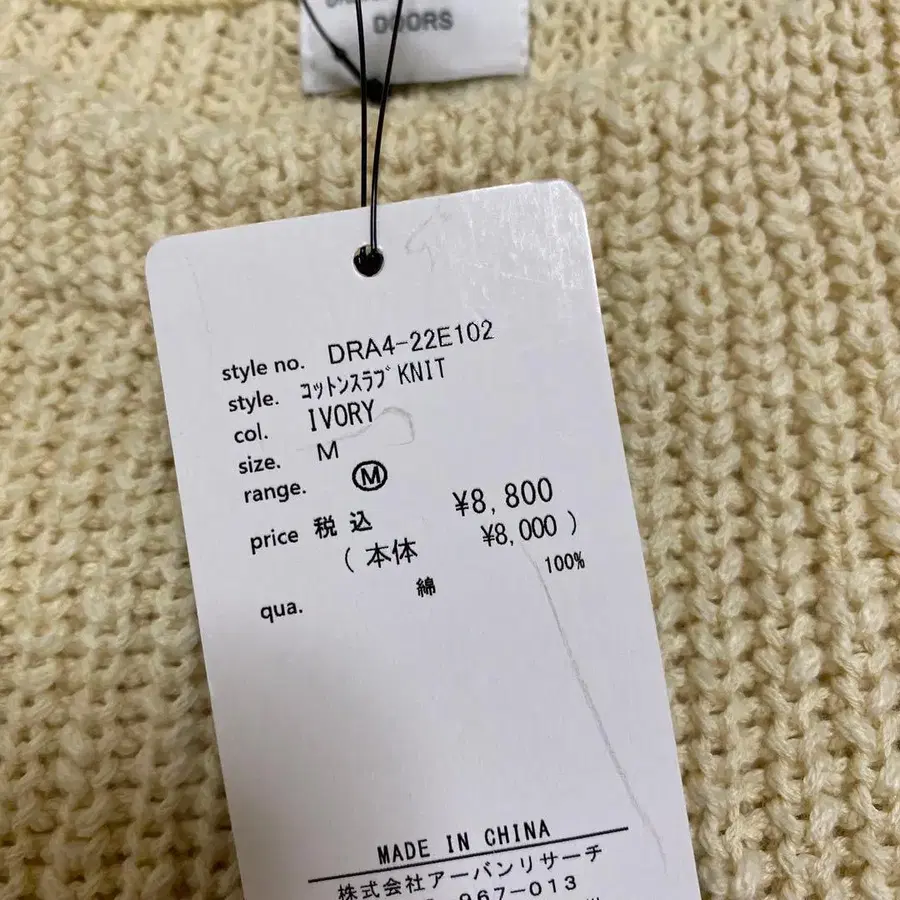 DOORS
style no. DRA4-22E102
style. ｺｯﾄﾝｽﾗﾌﾞKNIT
col. IVORY
size. M
range. Ⓜ
price 税込 ¥8,800
(本体 ¥8,000)
qua. 綿 100%
MADE IN CHINA
株式会社アーバンリサーチ
967-013